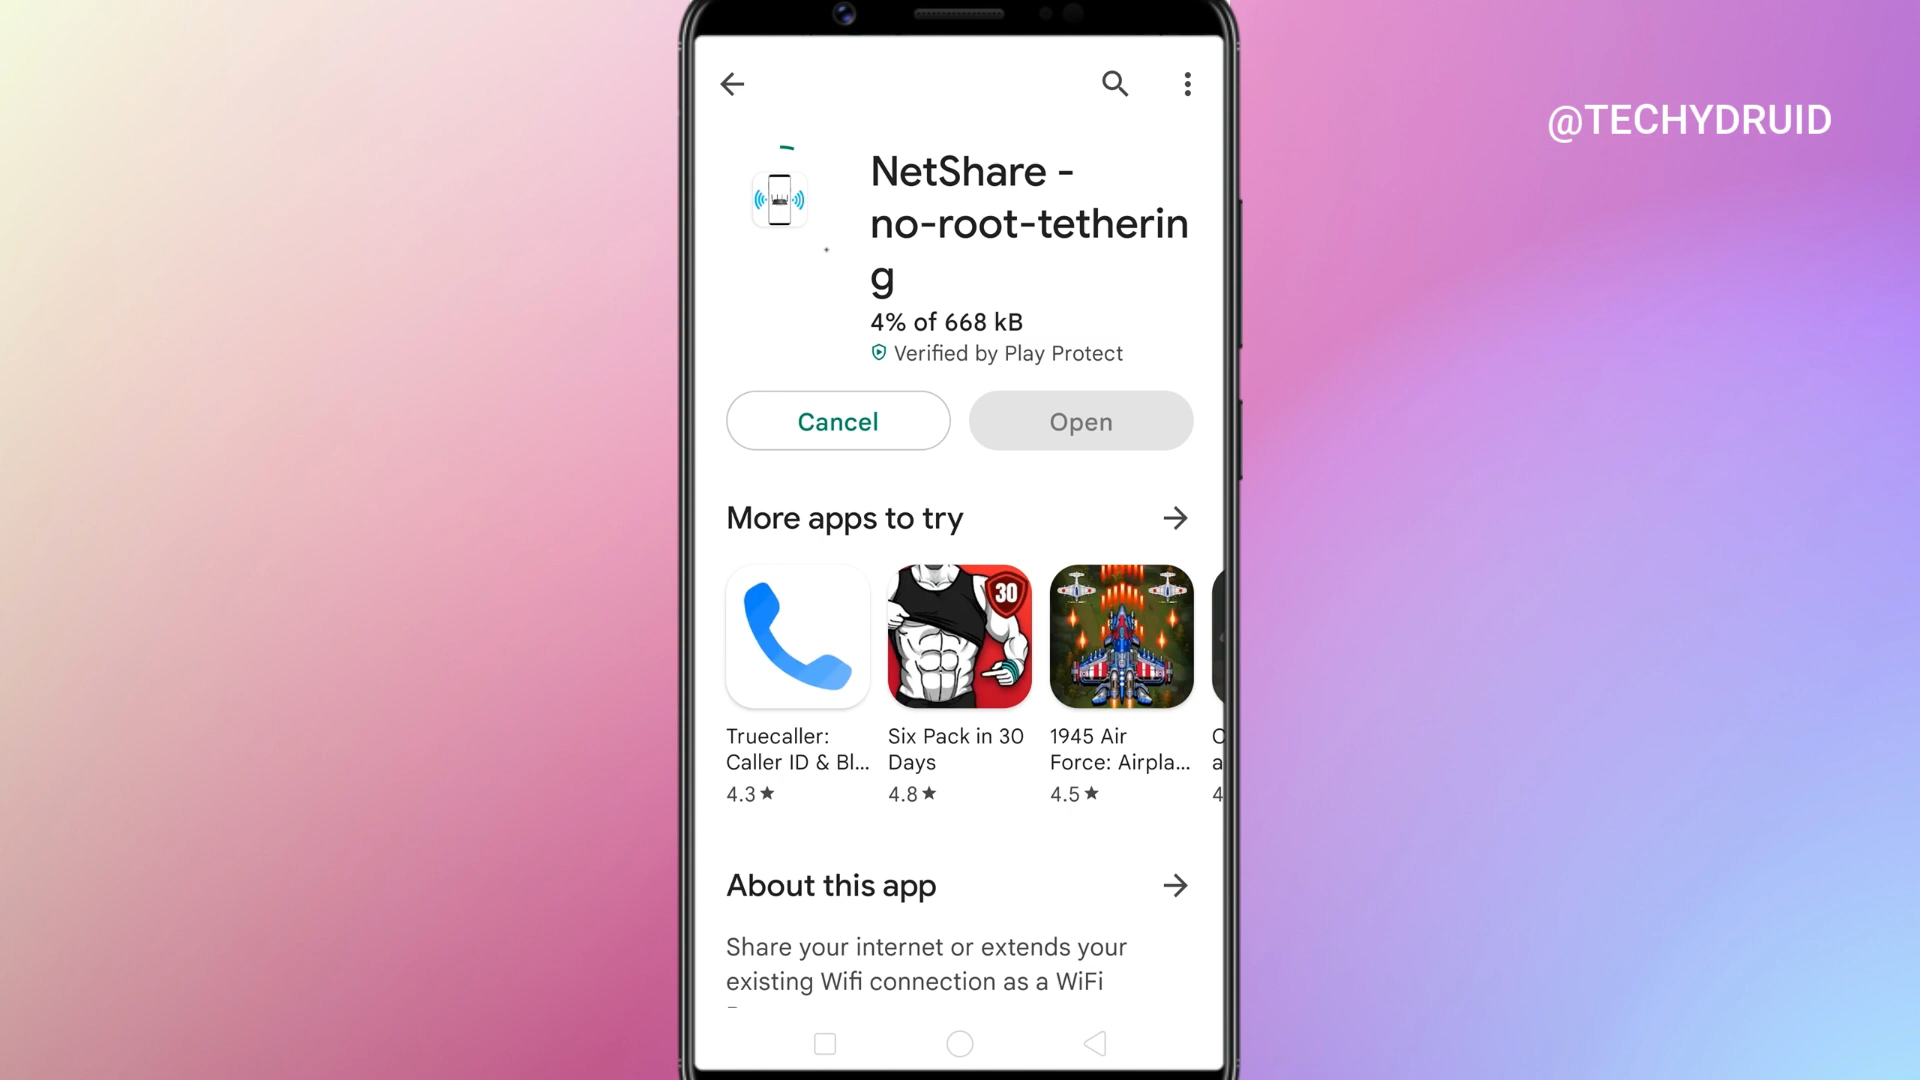 @TECHYDRUID
NetShare -
no-root-tetherin
g
4% of 668 kB
Verified by Play Protect
Cancel
Open
More apps to try
30
Truecaller:
Caller ID & Bl...
4.3★
Six Pack in 30
Days
4.8★
1945 Air
Force: Airpla...
4.5★
About this app
Share your internet or extends your
existing Wifi connection as a WiFi